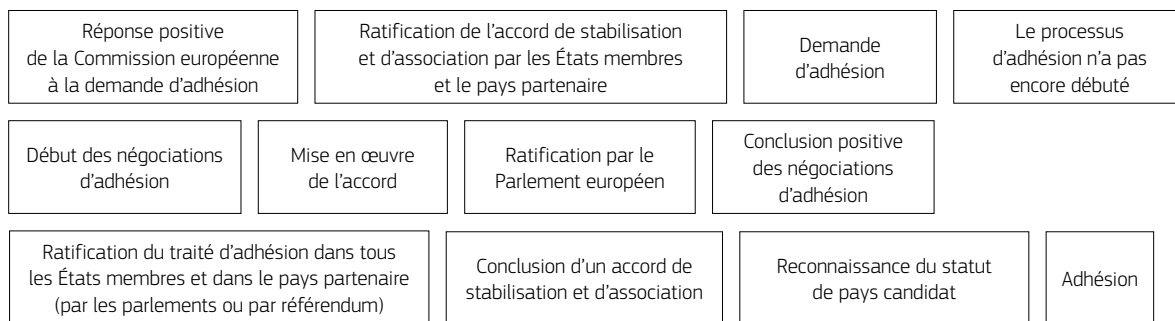 Réponse positive
de la Commission européenne
à la demande d'adhésion
Ratification de l'accord de stabilisation
et d'association par les États membres
et le pays partenaire
Demande
d'adhésion
Le processus
d'adhésion n'a pas
encore débuté
Début des négociations
d'adhésion
Mise en œuvre
de l'accord
Ratification par le
Parlement européen
Conclusion positive
des négociations
d'adhésion
Ratification du traité d'adhésion dans tous
les États membres et dans le pays partenaire
(par les parlements ou par référendum)
Conclusion d'un accord de
stabilisation et d'association
Reconnaissance du statut
de pays candidat
Adhésion